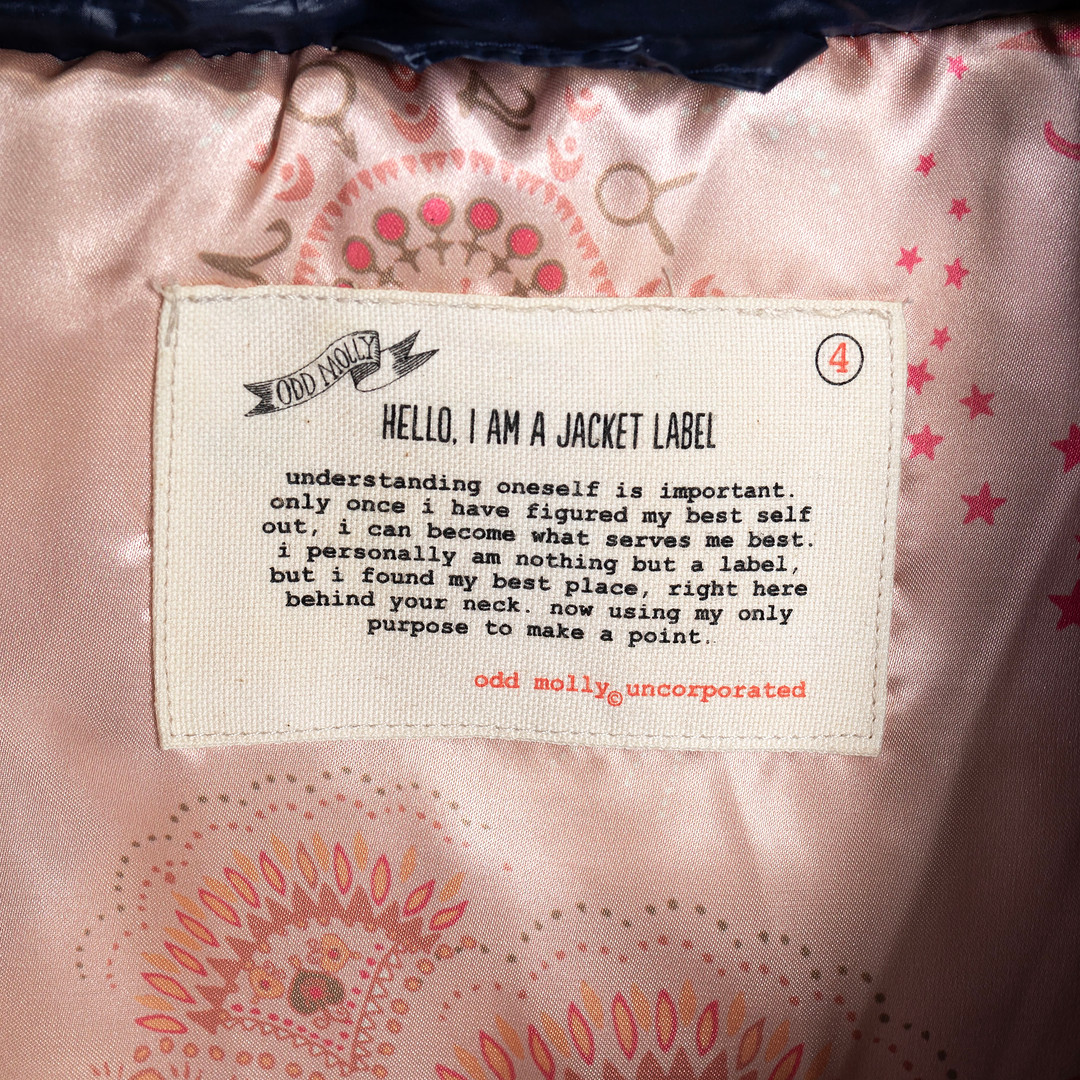 ODD MOLLY
4
HELLO, I AM A JACKET LABEL
understanding oneself is important.
only once i have figured my best self
out, i can become what serves me best.
i personally am nothing but a label,
but i found my best place, right here
behind your neck. now using my only
purpose to make a point.
odd molly©uncorporated